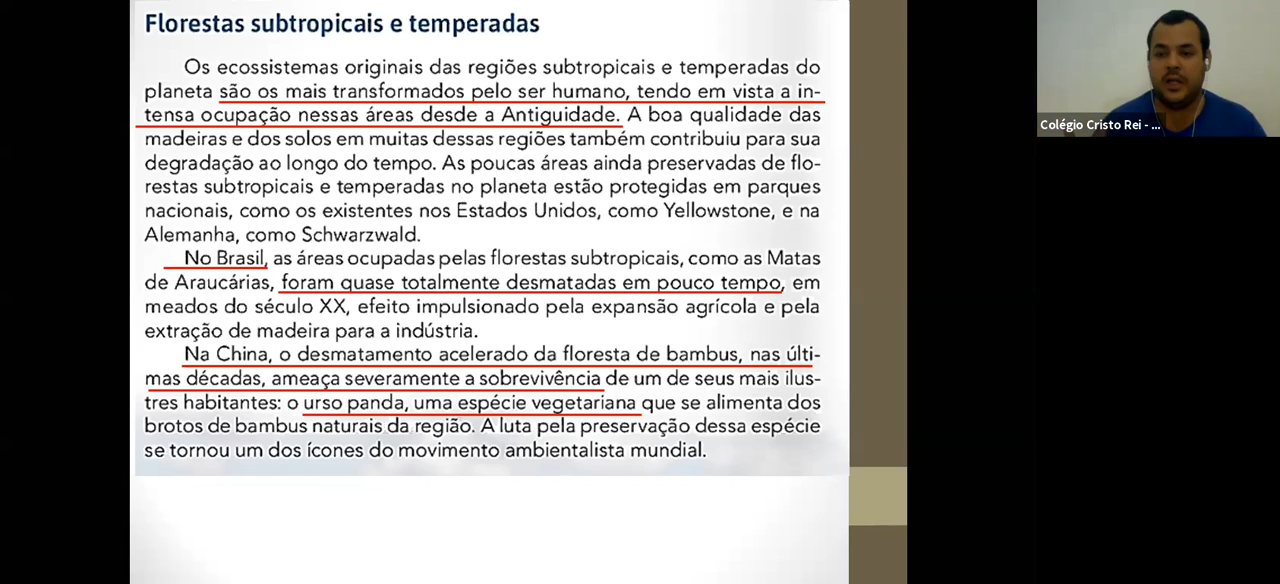 Florestas subtropicais e temperadas
Os ecossistemas originais das regiões subtropicais e temperadas do
planeta são os mais transformados pelo ser humano, tendo em vista a in-
tensa ocupação nessas áreas desde a Antiguidade. A boa qualidade das
madeiras e dos solos em muitas dessas regiões também contribuiu para sua
degradação ao longo do tempo. As poucas áreas ainda preservadas de flo-
restas subtropicais e temperadas no planeta estão protegidas em parques
nacionais, como os existentes nos Estados Unidos, como Yellowstone, e na
Alemanha, como Schwarzwald.
No Brasil, as áreas ocupadas pelas florestas subtropicais, como as Matas
de Araucárias, foram quase totalmente desmatadas em pouco tempo, em
meados do século XX, efeito impulsionado pela expansão agrícola e pela
extração de madeira para a indústria.
Na China, o desmatamento acelerado da floresta de bambus, nas últi-
mas décadas, ameaça severamente a sobrevivência de um de seus mais ilus-
tres habitantes: o urso panda, uma espécie vegetariana que se alimenta dos
brotos de bambus naturais da região. A luta pela preservação dessa espécie
se tornou um dos ícones do movimento ambientalista mundial.
Colégio Cristo Rei - ...